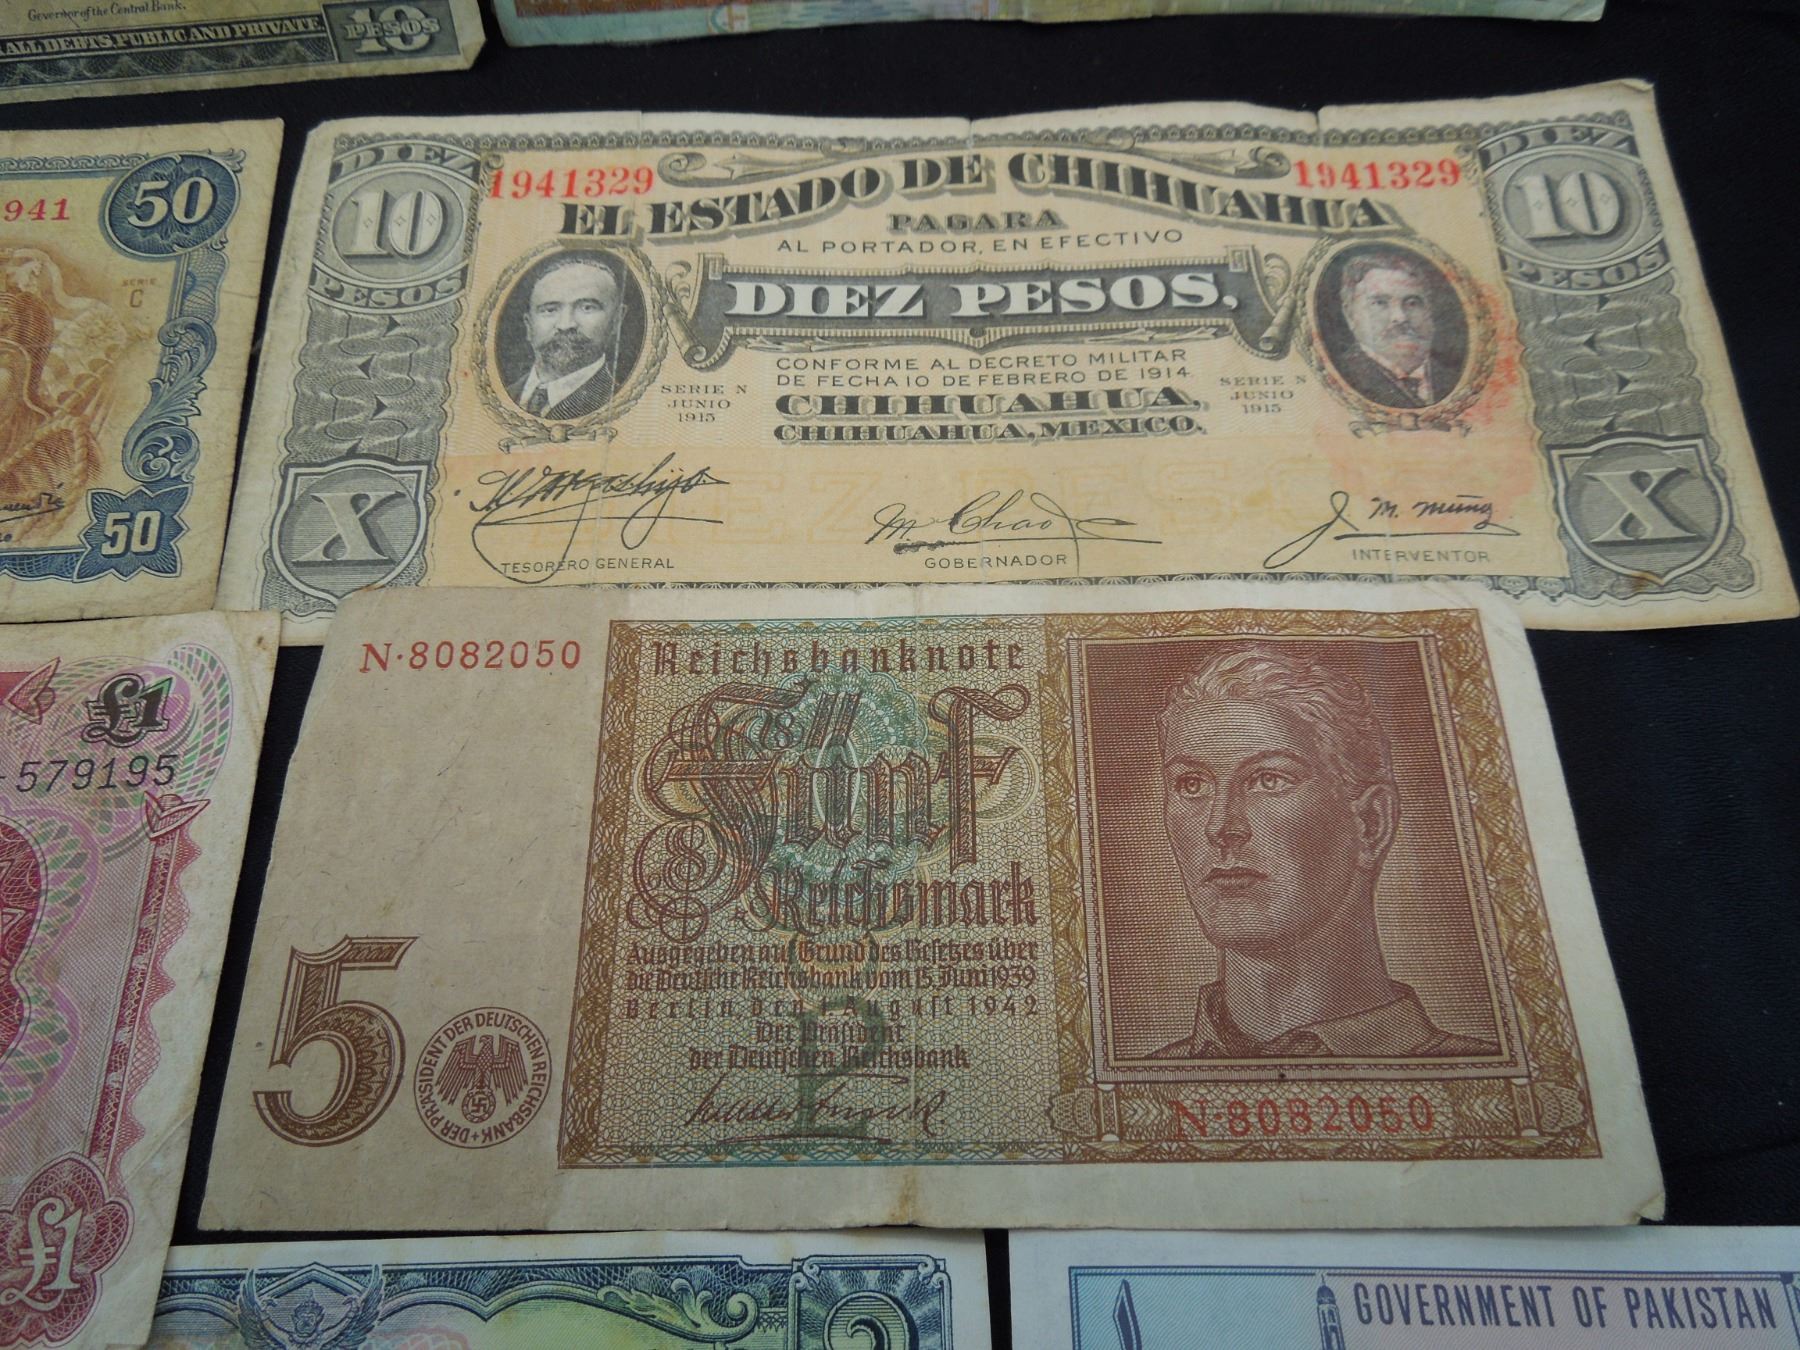 Governor of the Central Bank.
ALL DEBTS, PUBLIC AND PRIVATE
10
PESOS
941
50
SERIE
C
50
DIEZ
10
PESOS
1941329
1941329
DIEZ
10
PESOS
EL ESTADO DE CHIHUAHUA
PAGARA
AL PORTADOR, EN EFECTIVO
DIEZ PESOS,
CONFORME AL DECRETO MILITAR
DE FECHA 10 DE FEBRERO DE 1914.
CHIHUAHUA,
CHIHUAHUA, MEXICO.
SERIE N
JUNIO
1915
SERIE N
JUNIO
1915
X
X
M. Chao
J. M. Muñoz
TESORERO GENERAL
GOBERNADOR
INTERVENTOR
£1
-579195
£1
N·8082050
Reichsbanknote
Fünf
Reichsmark
Ausgegeben auf Grund des Gesetzes über
die Deutsche Reichsbank vom 15. Juni 1939
Berlin, den 1. August 1942
Der Präsident
der Deutschen Reichsbank
5
DER PRÄSIDENT DER DEUTSCHEN REICHSBANK
N·8082050
GOVERNMENT OF PAKISTAN